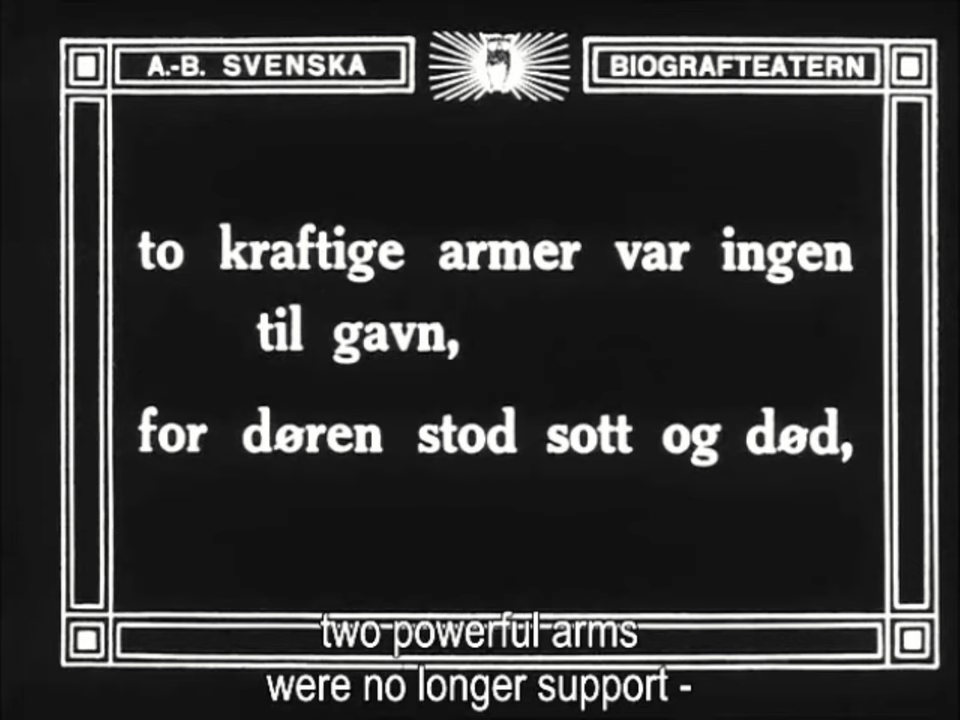 A.-B. SVENSKA BIOGRAFTEATERN
to kraftige armer var ingen
til gavn,
for døren stod sott og død,
two powerful arms
were no longer support -